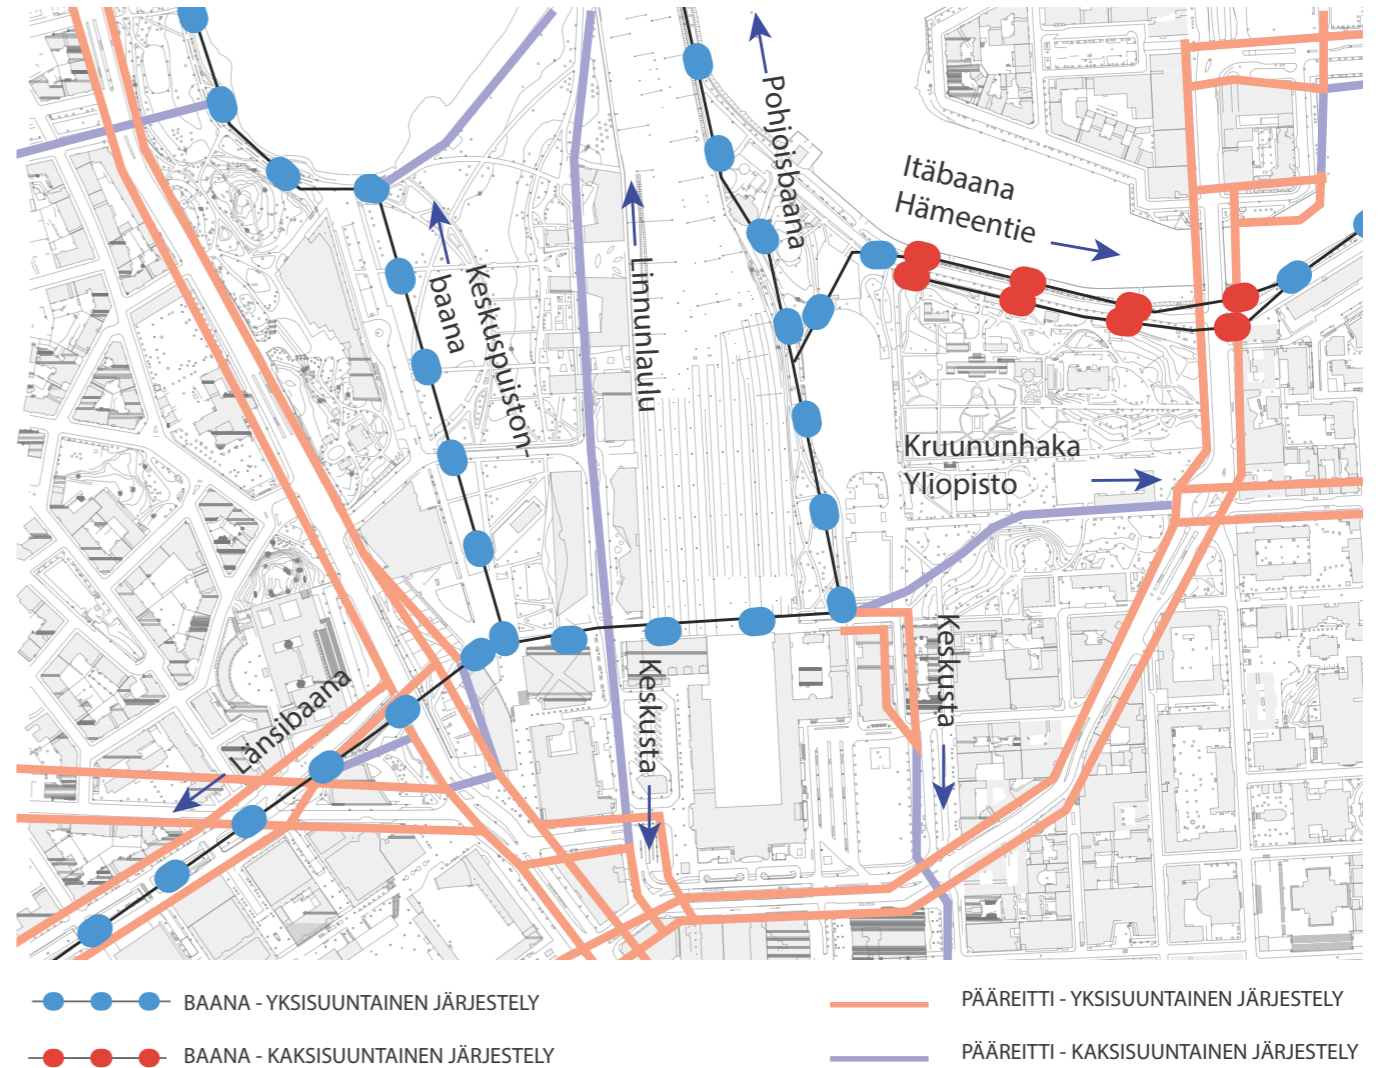 Pohjoisbaana
Itäbaana
Hämeentie
Keskuspuiston-
baana
Linnunlaulu
Kruununhaka
Yliopisto
Länsibaana
Keskusta
Keskusta
BAANA - YKSISUUNTAINEN JÄRJESTELY
BAANA - KAKSISUUNTAINEN JÄRJESTELY
PÄÄREITTI - YKSISUUNTAINEN JÄRJESTELY
PÄÄREITTI - KAKSISUUNTAINEN JÄRJESTELY